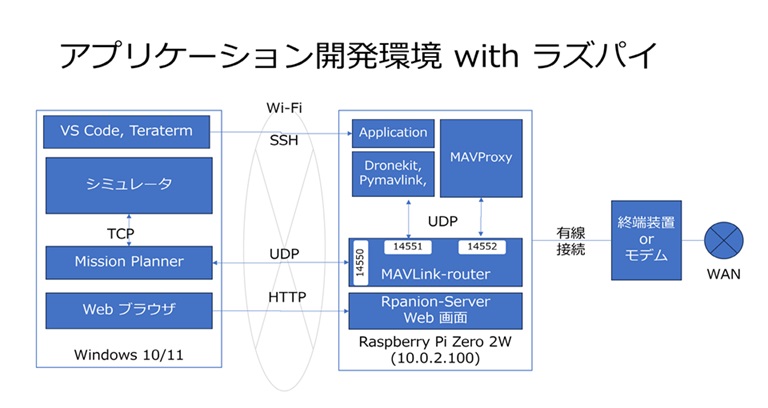 アプリケーション開発環境 with ラズパイ
Wi-Fi
VS Code, Teraterm
SSH
Application
シミュレータ
Dronekit,
Pymavlink,
MAVProxy
TCP
UDP
Mission Planner
UDP
14550
14551
14552
MAVLink-router
有線
接続
終端装置
or
モデム
WAN
Web ブラウザ
HTTP
Rpanion-Server
Web 画面
Windows 10/11
Raspberry Pi Zero 2W
(10.0.2.100)